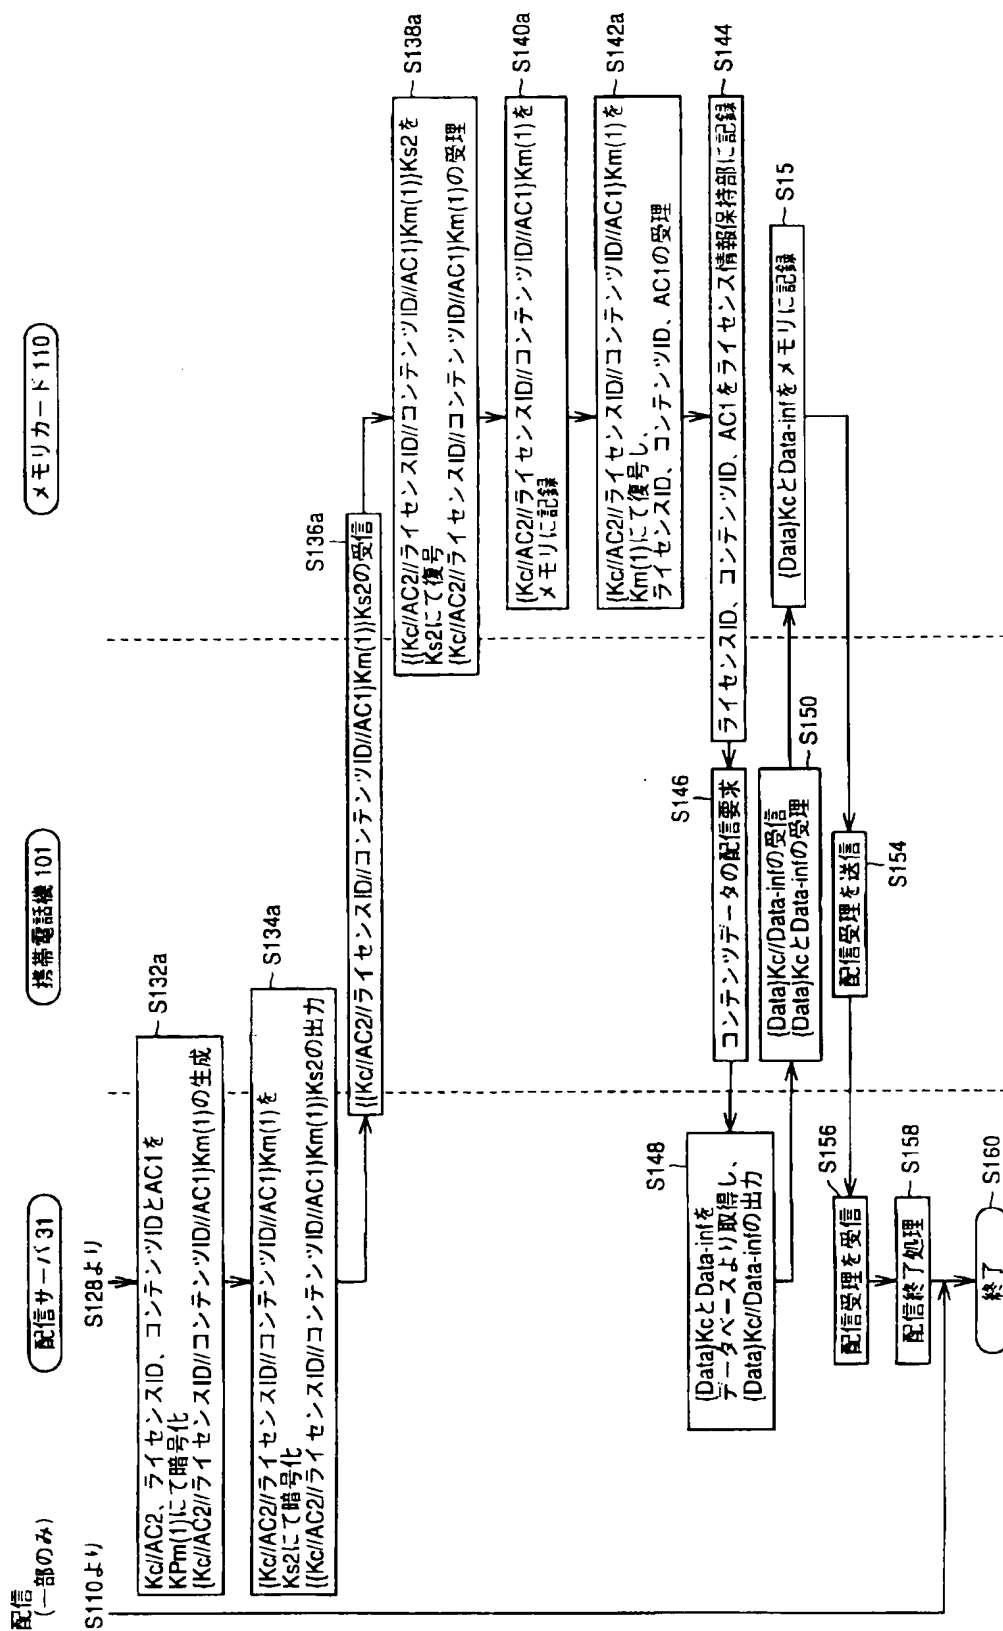 配信
(一部のみ)
配信サーバ 31
携帯電話機 101
メモリカード 110
S110より
S128より
S132a
Kc//AC2、ライセンスID、コンテンツIDとAC1を
KPm(1)にて暗号化
{Kc//AC2//ライセンスID//コンテンツID//AC1}Km(1)の生成
S134a
{Kc//AC2//ライセンスID//コンテンツID//AC1}Km(1)を
Ks2にて暗号化
{{Kc//AC2//ライセンスID//コンテンツID//AC1}Km(1)}Ks2の出力
S136a
{{Kc//AC2//ライセンスID//コンテンツID//AC1}Km(1)}Ks2の受信
S138a
{{Kc//AC2//ライセンスID//コンテンツID//AC1}Km(1)}Ks2を
Ks2にて復号
{Kc//AC2//ライセンスID//コンテンツID//AC1}Km(1)の受理
S140a
{Kc//AC2//ライセンスID//コンテンツID//AC1}Km(1)を
メモリに記録
S142a
{Kc//AC2//ライセンスID//コンテンツID//AC1}Km(1)を
Km(1)にて復号し、
ライセンスID、コンテンツID、AC1の受理
S144
ライセンスID、コンテンツID、AC1をライセンス情報保持部に記録
S146
コンテンツデータの配信要求
S148
{Data}KcとData-infを
データベースより取得し、
{Data}Kc//Data-infの出力
S150
{Data}Kc//Data-infの受信
{Data}KcとData-infの受理
S15
{Data}KcとData-infをメモリに記録
配信受理を送信
S154
S156
配信受理を受信
S158
配信終了処理
S160
終了